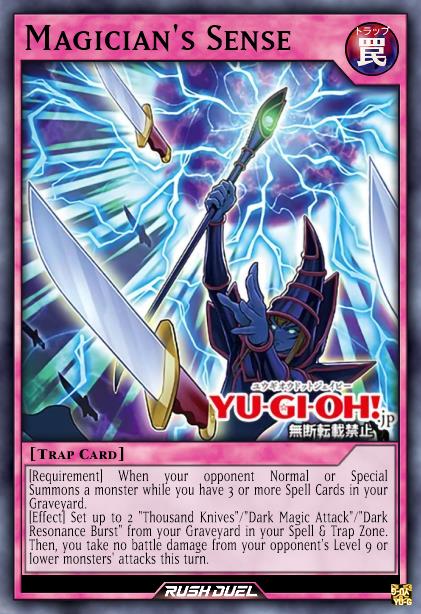 Magician's Sense
トラップ
罠
ユウギオウドットジェイピー
YU-GI-OH!.jp
無断転載禁止
[Trap Card]
[Requirement] When your opponent Normal or Special
Summons a monster while you have 3 or more Spell Cards in your
Graveyard.
[Effect] Set up to 2 "Thousand Knives"/"Dark Magic Attack"/"Dark
Resonance Burst" from your Graveyard in your Spell & Trap Zone.
Then, you take no battle damage from your opponent's Level 9 or
lower monsters' attacks this turn.
RUSH DUEL